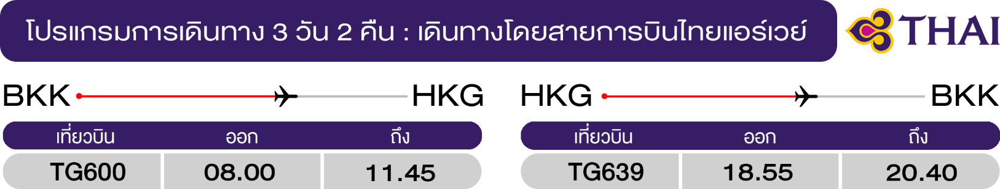 โปรแกรมการเดินทาง 3 วัน 2 คืน : เดินทางโดยสายการบินไทยแอร์เวย์ THAI
BKK HKG
เที่ยวบิน ออก ถึง
TG600 08.00 11.45
HKG BKK
เที่ยวบิน ออก ถึง
TG639 18.55 20.40